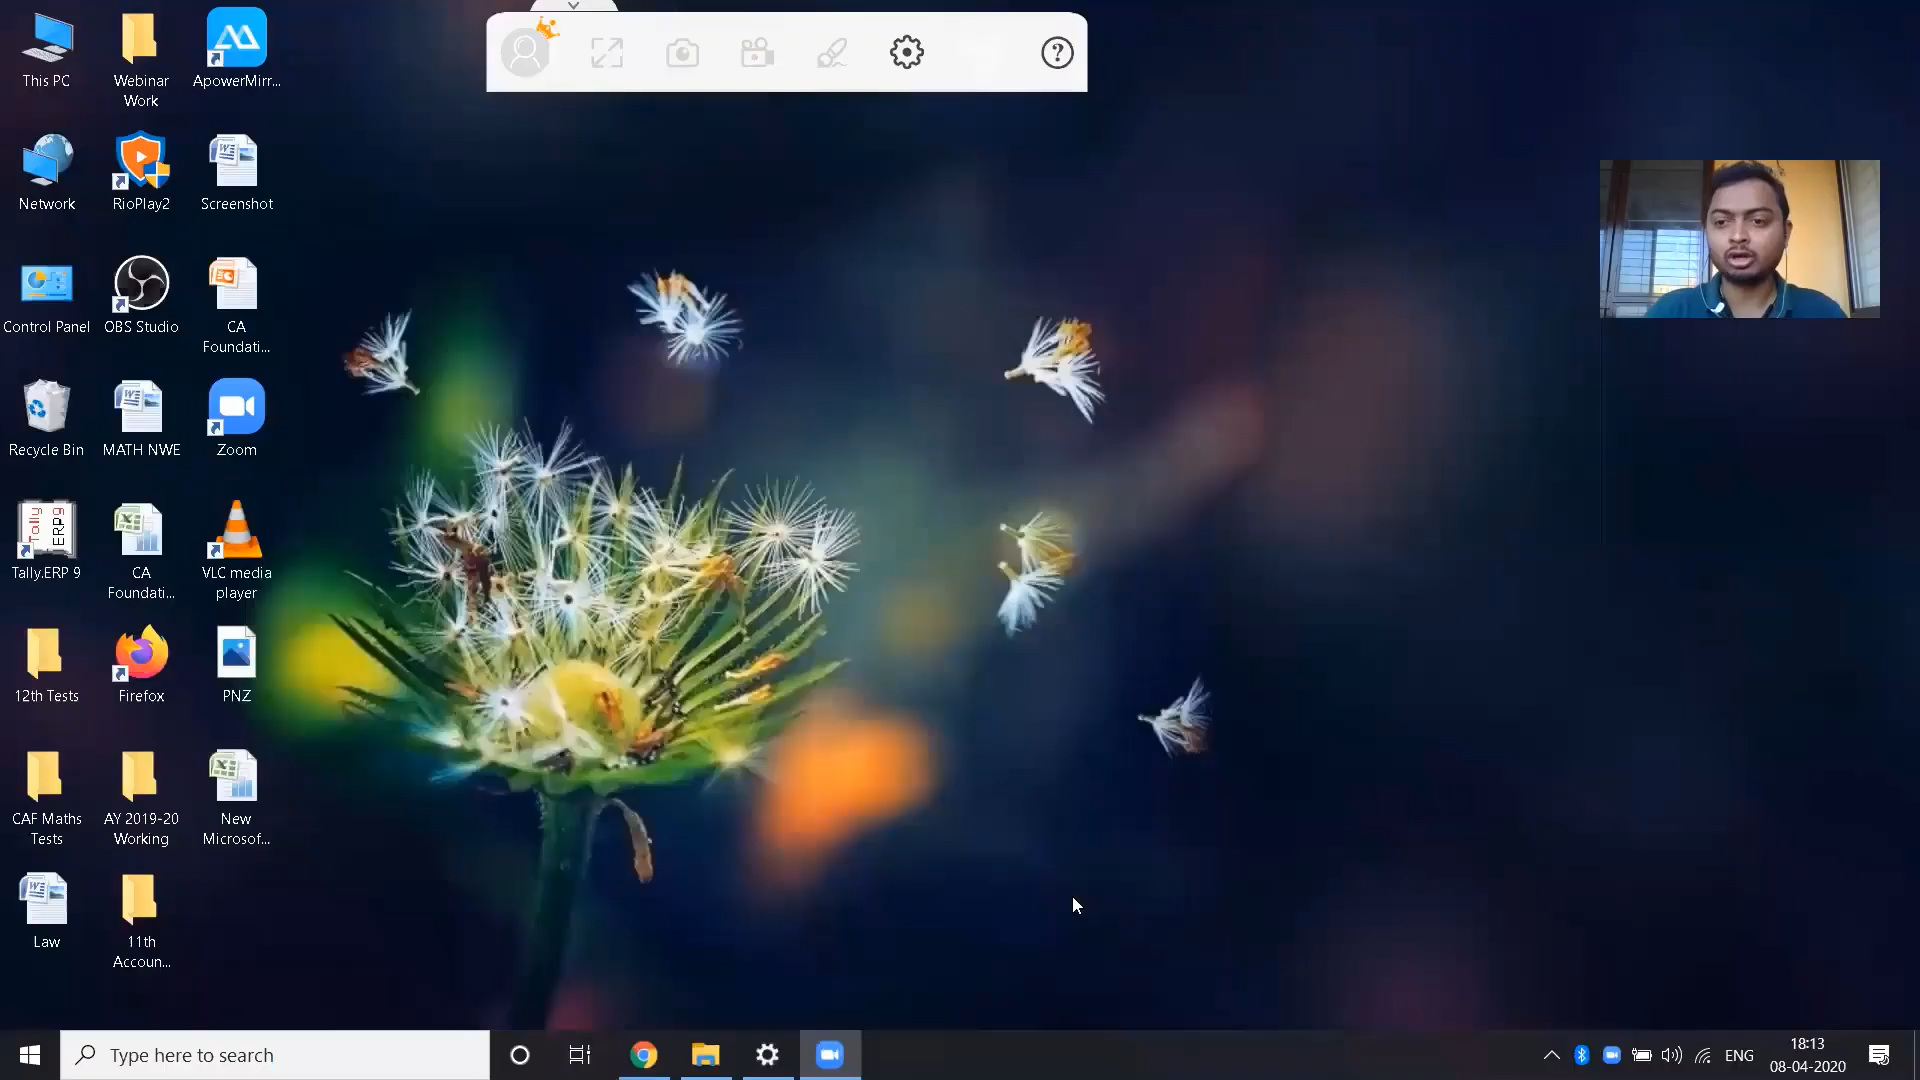 This PC
Webinar
Work
ApowerMirr...
Network
RioPlay2
Screenshot
Control Panel
OBS Studio
CA
Foundati...
Recycle Bin
MATH NWE
Zoom
Tally
ERP9
Tally.ERP 9
CA
Foundati...
VLC media
player
12th Tests
Firefox
PNZ
CAF Maths
Tests
AY 2019-20
Working
New
Microsof...
Law
11th
Accoun...
Type here to search
ENG
18:13
08-04-2020